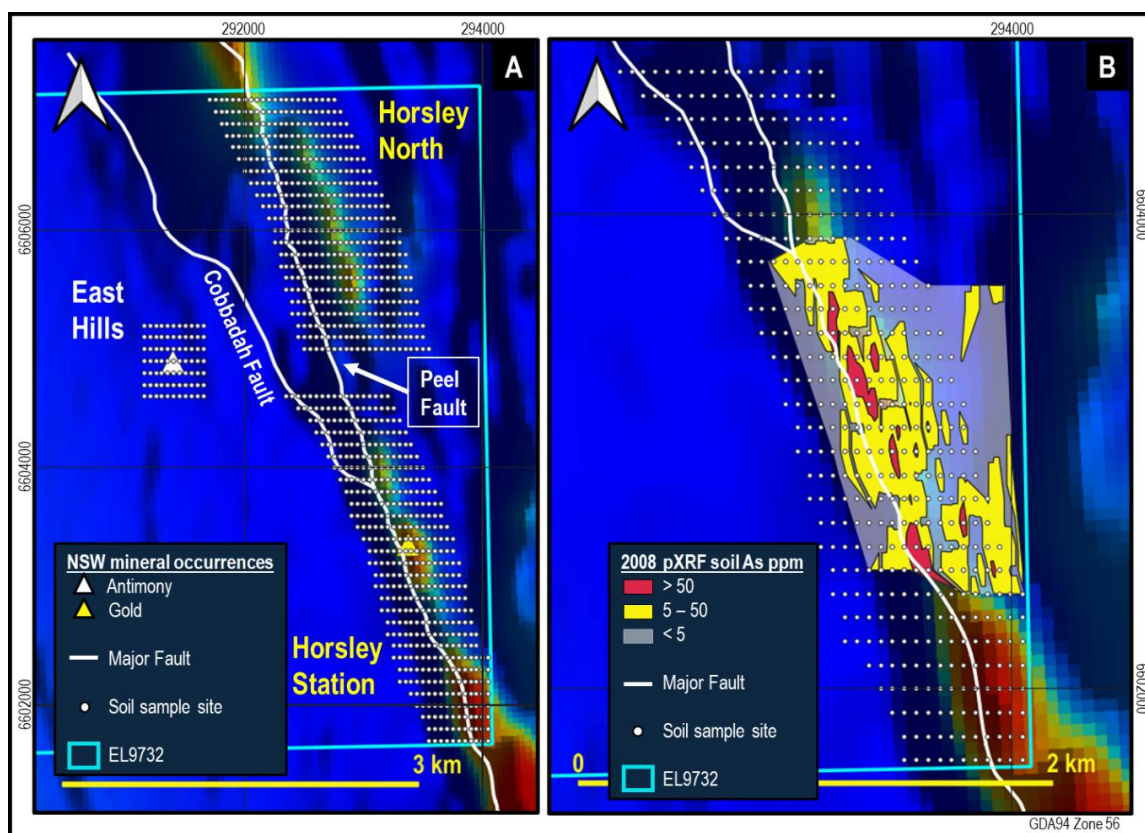 292000
294000
294000
A
B
Horsley
North
6606000
6604000
East
Hills
Cobbadah Fault
Peel
Fault
6604000
6602000
6602000
NSW mineral occurrences
Antimony
Gold
Major Fault
Soil sample site
EL9732
Horsley
Station
3 km
2008 pXRF soil As ppm
> 50
5 – 50
< 5
Major Fault
Soil sample site
EL9732
0
2 km
GDA94 Zone 56